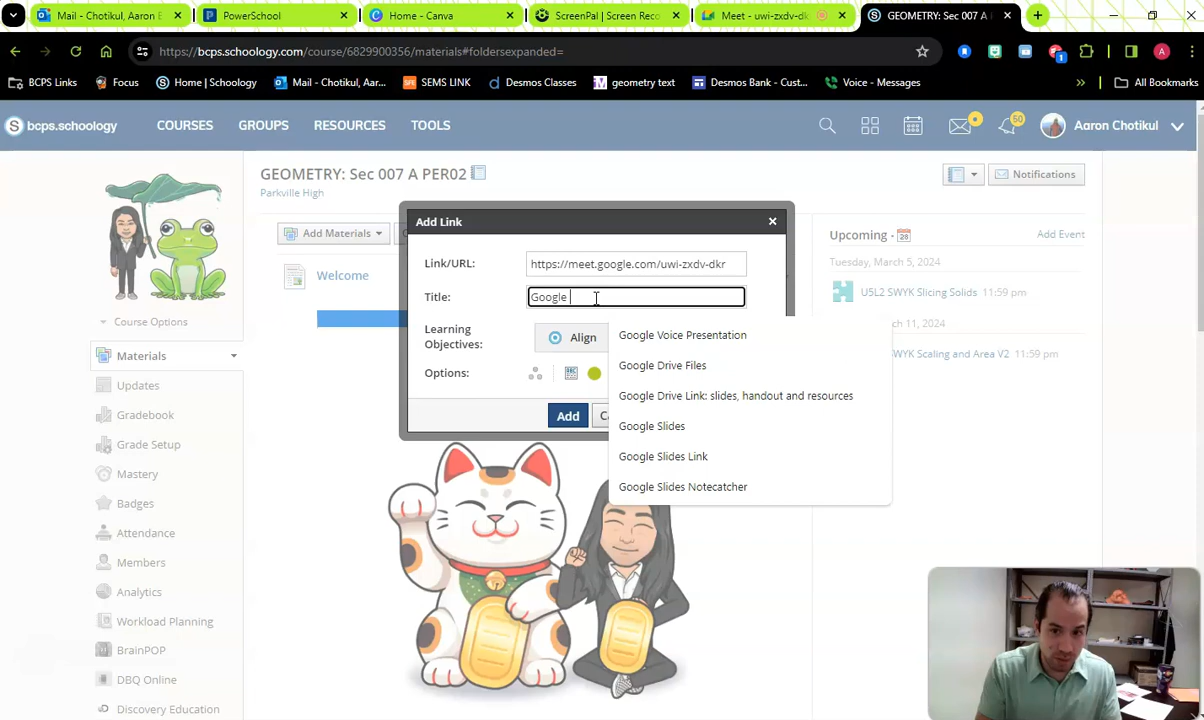 Mail - Chotikul, Aaron E
PowerSchool
Home - Canva
ScreenPal | Screen Reco
Meet - uwi-zxdv-dk
GEOMETRY: Sec 007 A
https://bcps.schoology.com/course/6829900356/materials#foldersexpanded=
A
BCPS Links
Focus
Home | Schoology
Mail - Chotikul, Aar...
SEMS LINK
Desmos Classes
geometry text
Desmos Bank - Cust...
Voice - Messages
All Bookmarks
bcps.schoology
COURSES
GROUPS
RESOURCES
TOOLS
50
Aaron Chotikul
GEOMETRY: Sec 007 A PER02
Parkville High
Notifications
Add Materials
Welcome
Upcoming
Add Event
Tuesday, March 5, 2024
U5L2 SWYK Slicing Solids 11:59 pm
March 11, 2024
SWYK Scaling and Area V2 11:59 pm
Add Link
Link/URL:
https://meet.google.com/uwi-zxdv-dkr
Title:
Google
Learning
Objectives:
Align
Options:
Add
Google Voice Presentation
Google Drive Files
Google Drive Link: slides, handout and resources
Google Slides
Google Slides Link
Google Slides Notecatcher
Course Options
Materials
Updates
Gradebook
Grade Setup
Mastery
Badges
Attendance
Members
Analytics
Workload Planning
BrainPOP
DBQ Online
Discovery Education